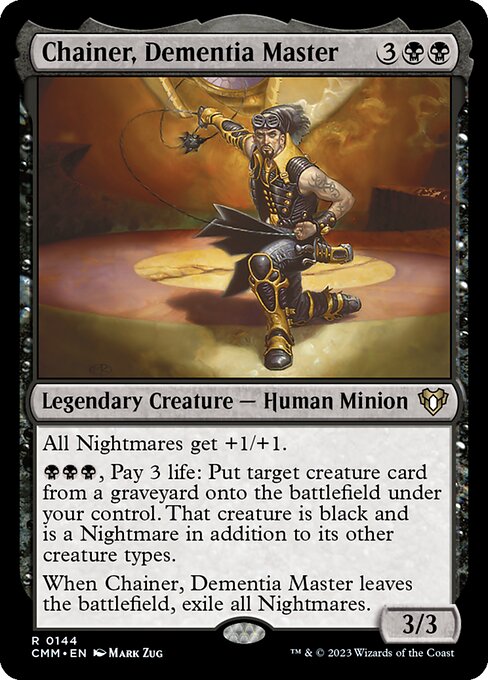 Chainer, Dementia Master 3
Legendary Creature — Human Minion
All Nightmares get +1/+1.
, Pay 3 life: Put target creature card
from a graveyard onto the battlefield under
your control. That creature is black and
is a Nightmare in addition to its other
creature types.
When Chainer, Dementia Master leaves
the battlefield, exile all Nightmares.
3/3
R 0144
CMM • EN Mark Zug
™ & © 2023 Wizards of the Coast